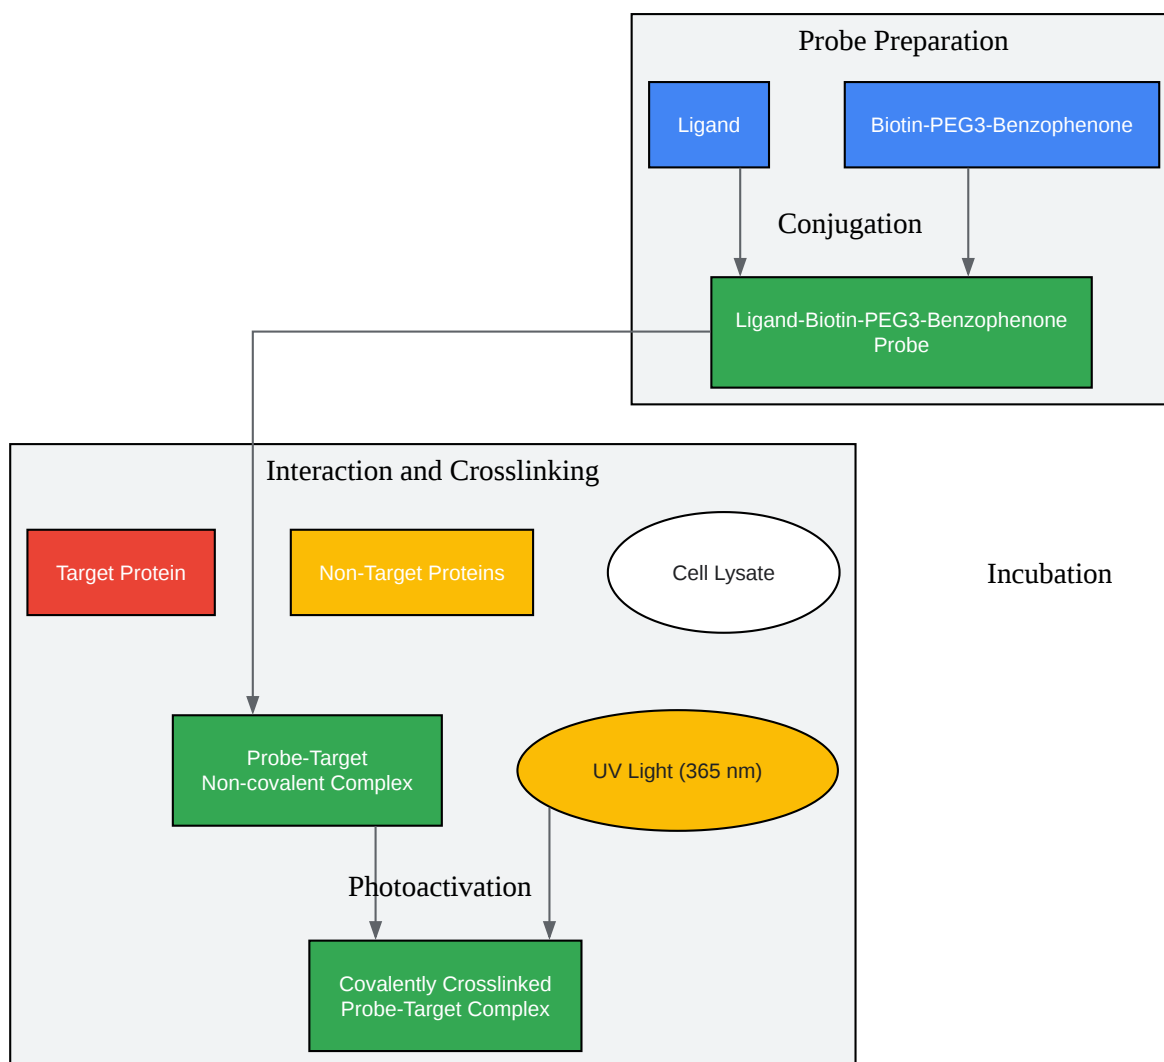 Probe Preparation
Ligand
Biotin-PEG3-Benzophenone
Conjugation
Ligand-Biotin-PEG3-Benzophenone
Probe
Interaction and Crosslinking
Target Protein
Non-Target Proteins
Cell Lysate
Incubation
Probe-Target
Non-covalent Complex
UV Light (365 nm)
Photoactivation
Covalently Crosslinked
Probe-Target Complex